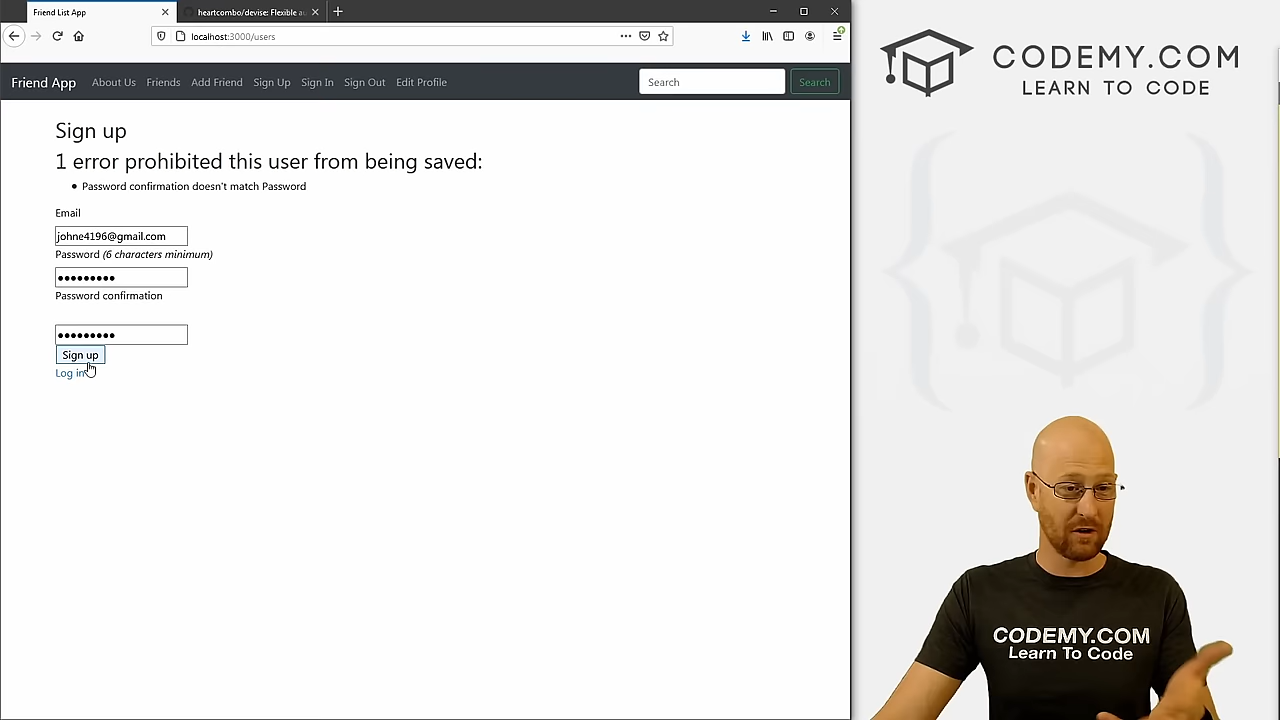 Friend List App
heartcombo/devise: Flexible au
localhost:3000/users
Friend App About Us Friends Add Friend Sign Up Sign In Sign Out Edit Profile Search Search
Sign up
1 error prohibited this user from being saved:
Password confirmation doesn't match Password
Email
johne4196@gmail.com
Password (6 characters minimum)
Password confirmation
Sign up
Log in
CODEMY.COM
LEARN TO CODE
CODEMY.COM
Learn To Code